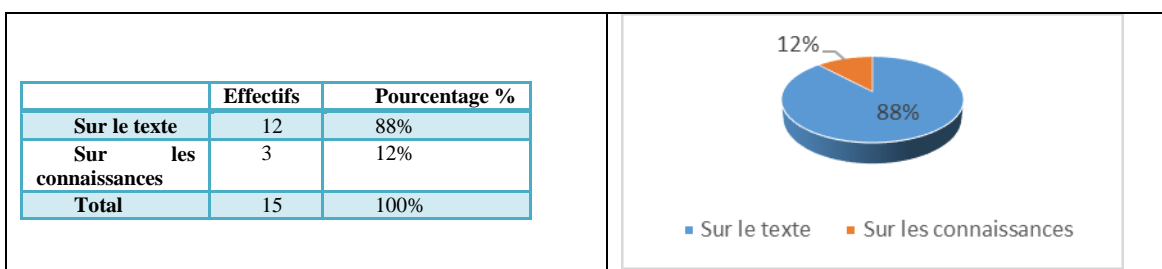 Effectifs Pourcentage %
Sur le texte 12 88%
Sur les 3 12%
connaissances
Total 15 100%
12%
88%
Sur le texte Sur les connaissances